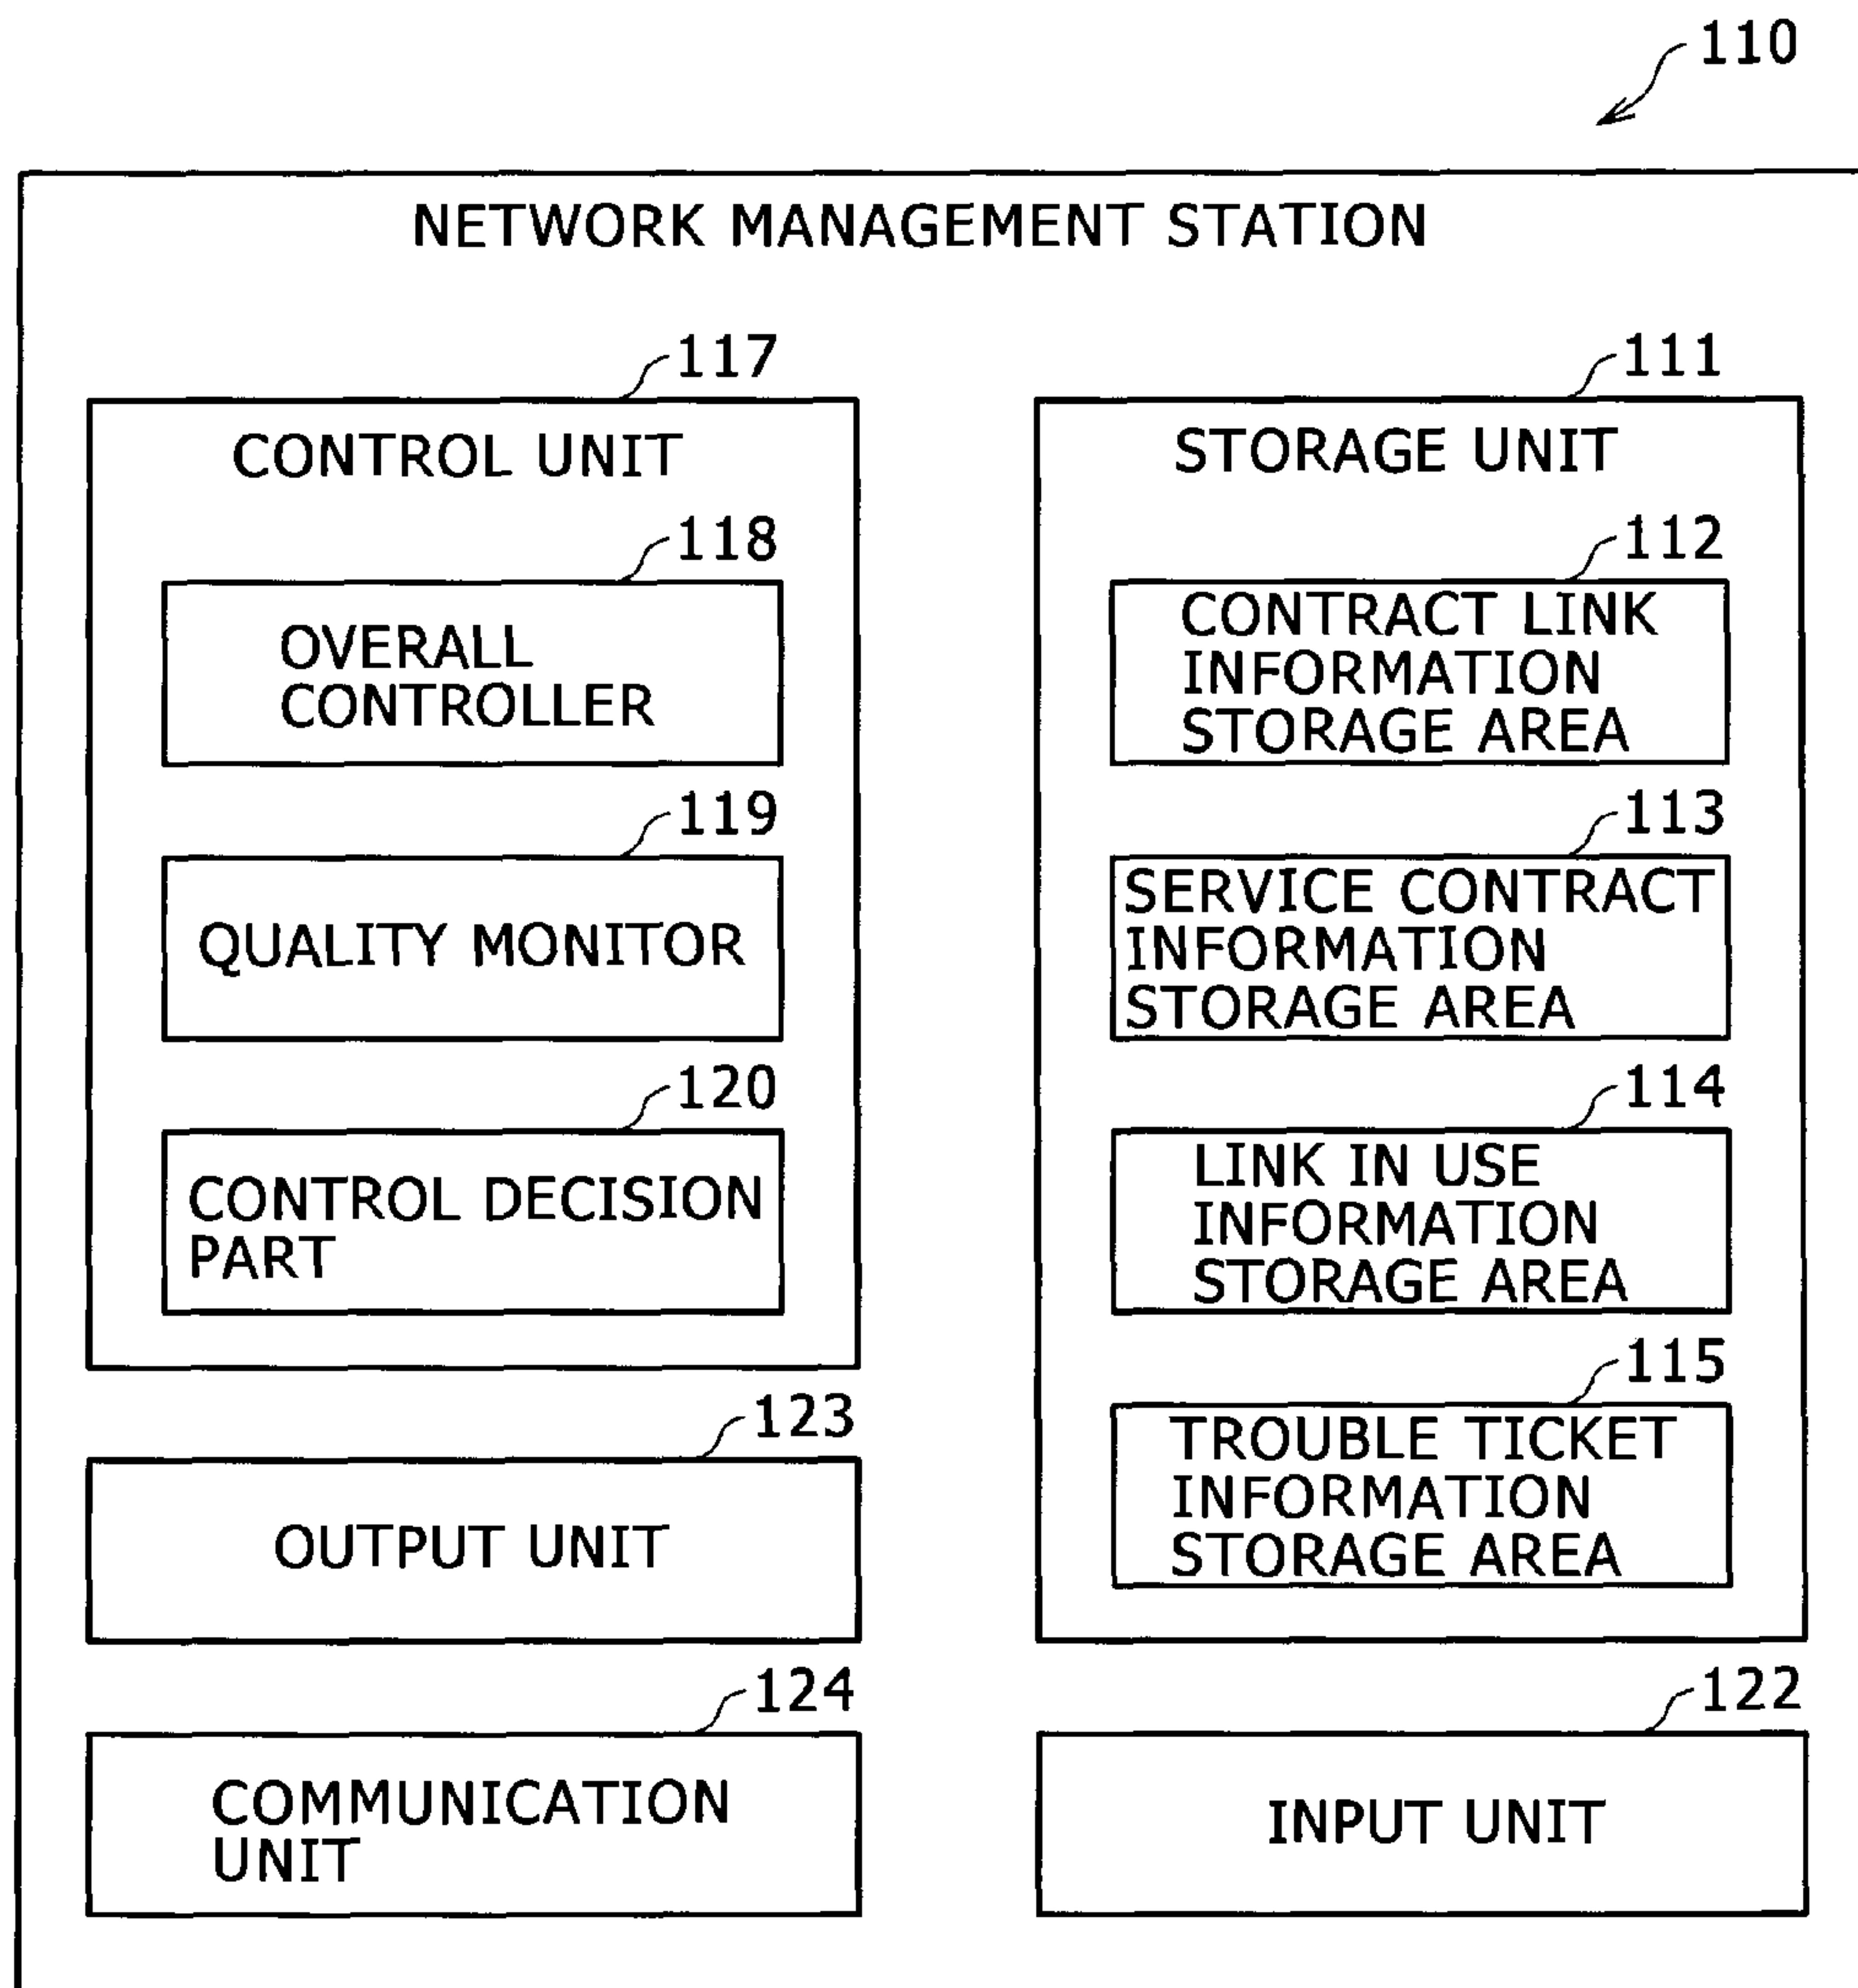 110
NETWORK MANAGEMENT STATION
117
CONTROL UNIT
118
OVERALL
CONTROLLER
119
QUALITY MONITOR
120
CONTROL DECISION
PART
123
OUTPUT UNIT
124
COMMUNICATION
UNIT
111
STORAGE UNIT
112
CONTRACT LINK
INFORMATION
STORAGE AREA
113
SERVICE CONTRACT
INFORMATION
STORAGE AREA
114
LINK IN USE
INFORMATION
STORAGE AREA
115
TROUBLE TICKET
INFORMATION
STORAGE AREA
122
INPUT UNIT